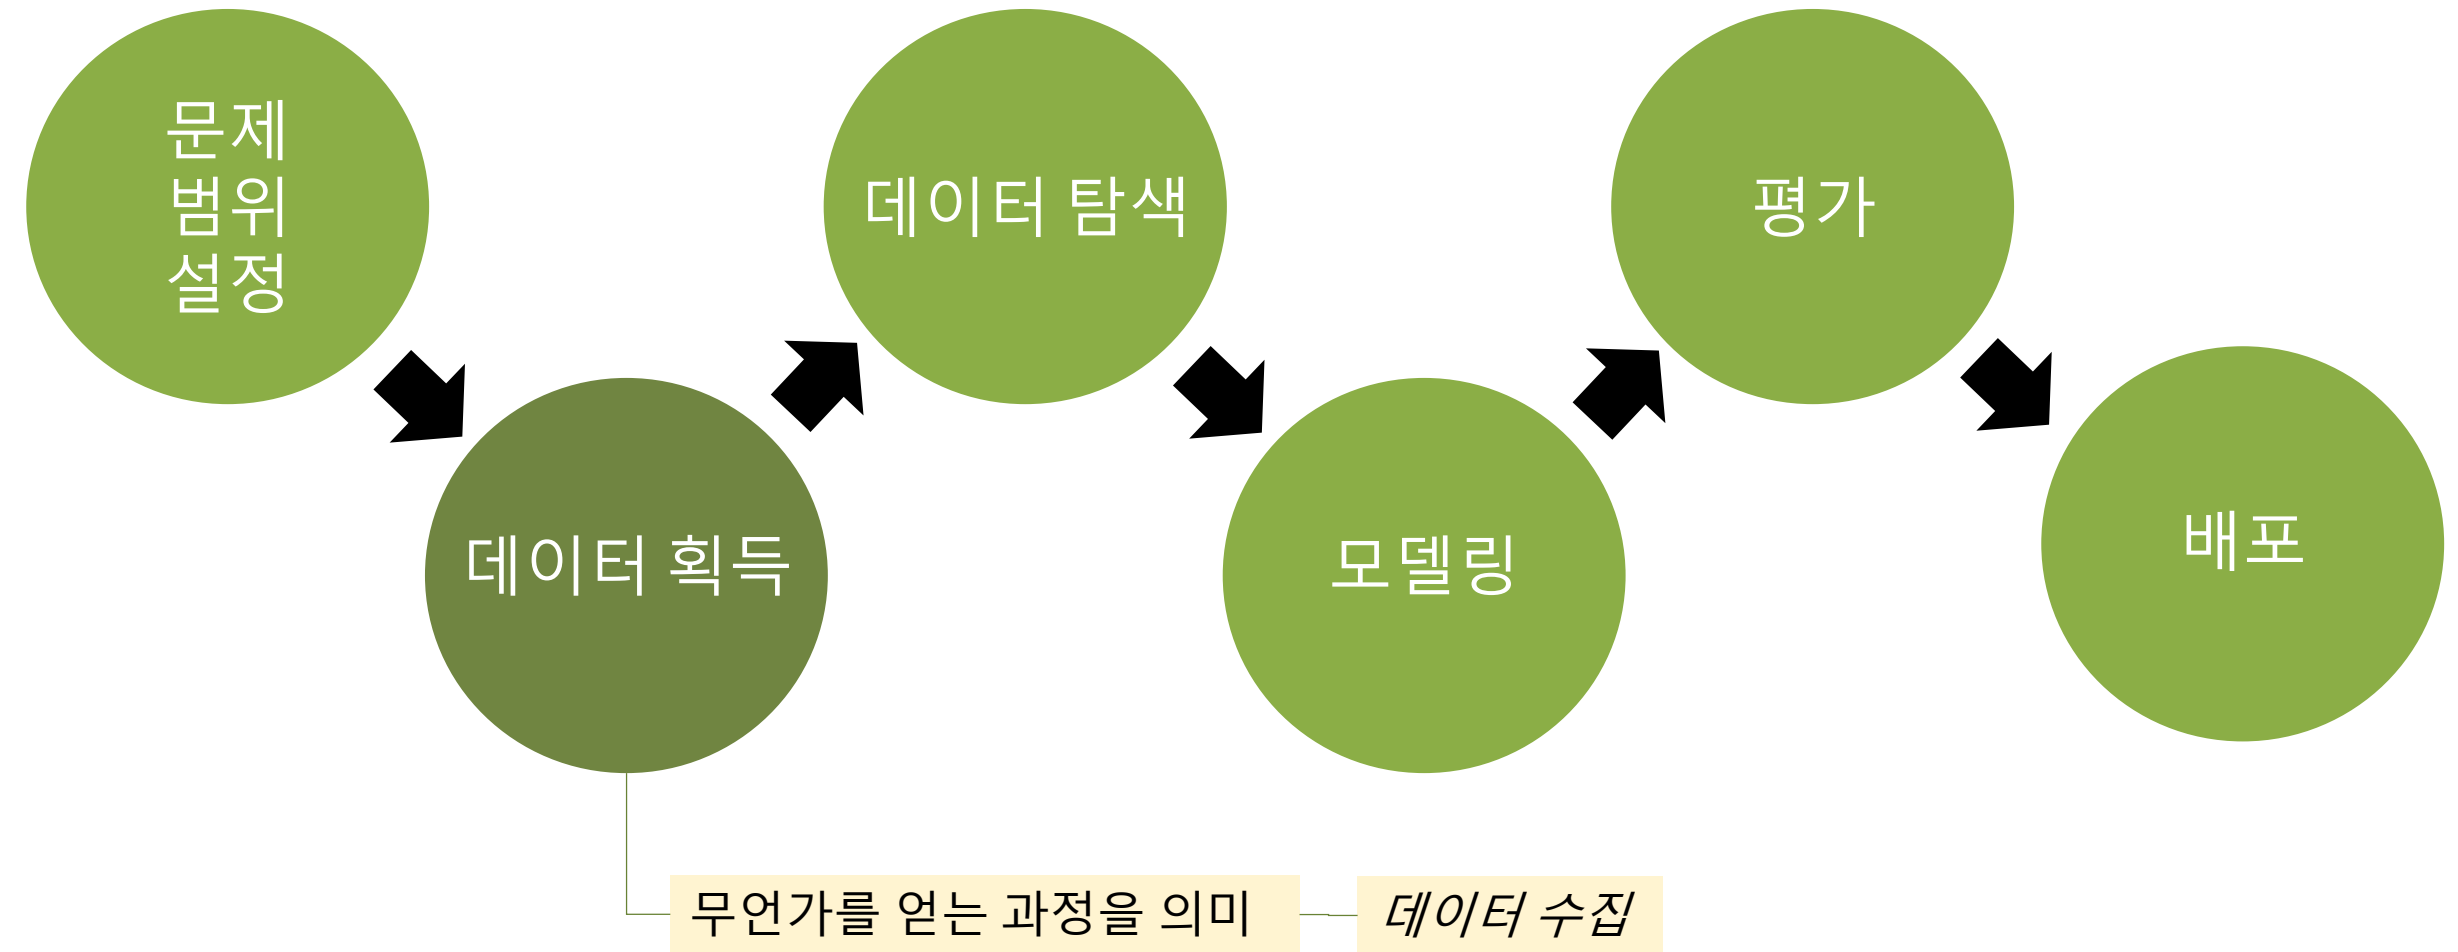 문제
범위
설정
데이터 획득
데이터 탐색
모델링
평가
배포
무언가를 얻는 과정을 의미
데이터 수집